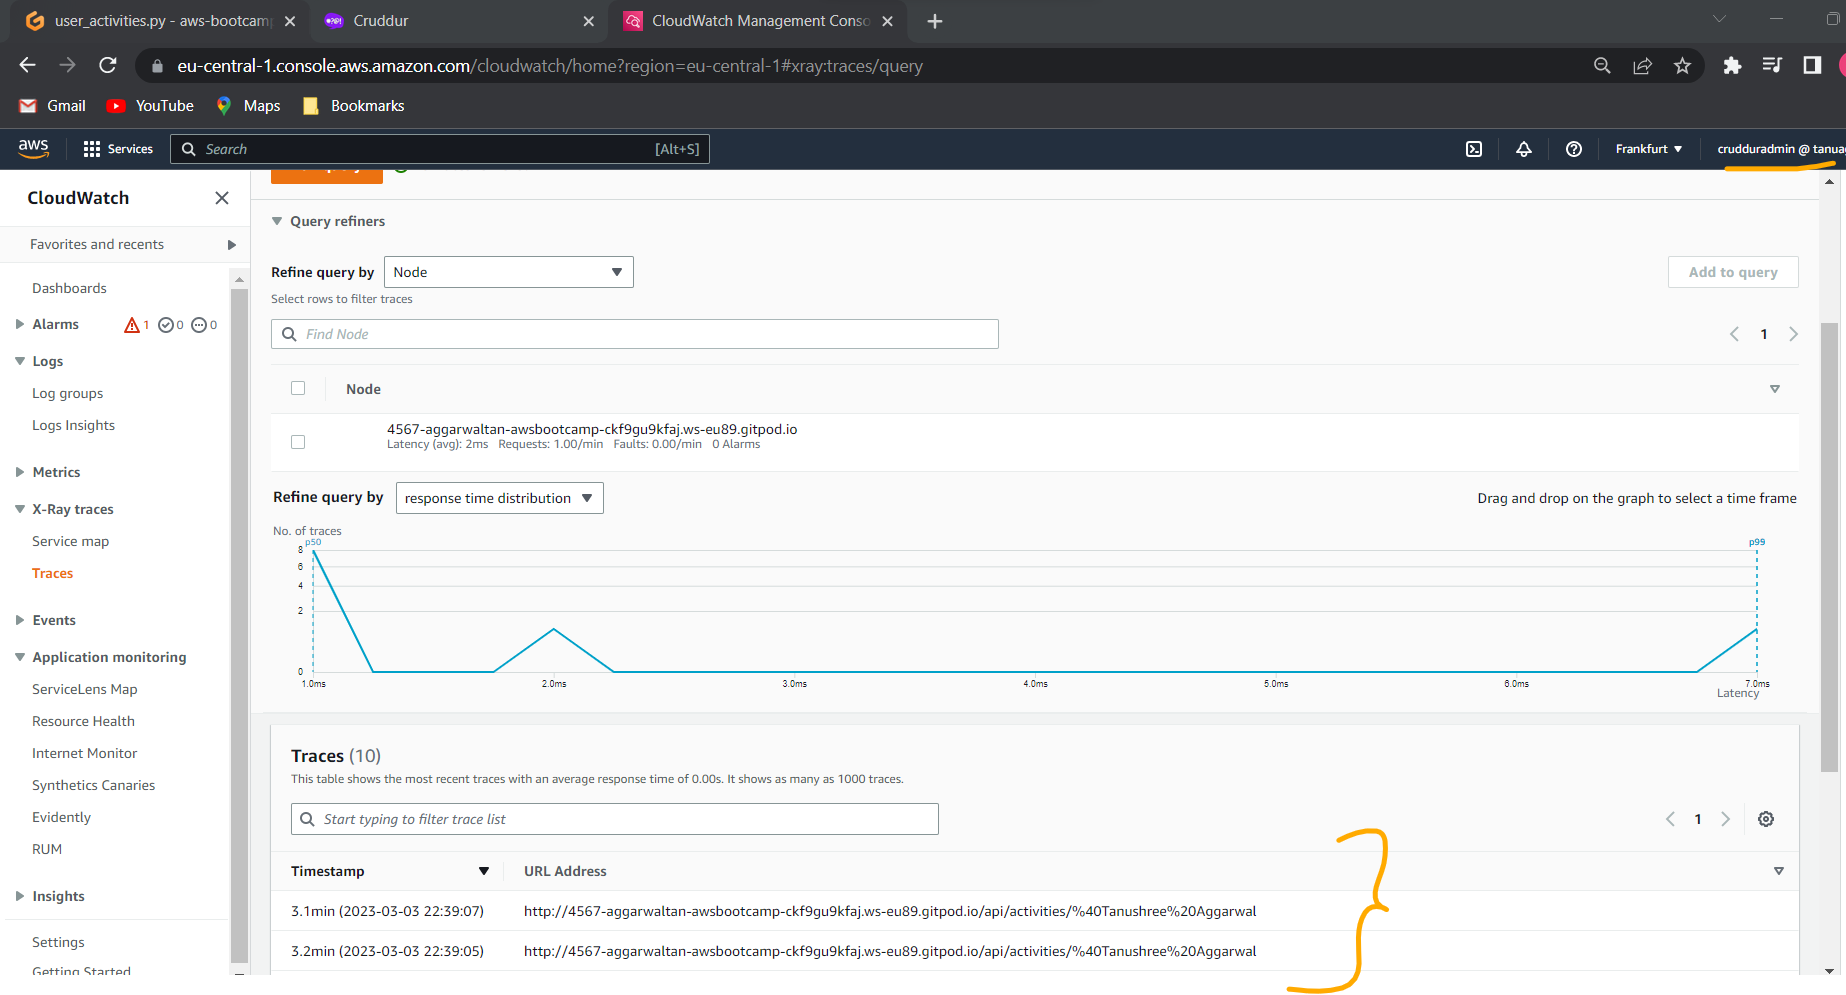 user_activities.py - aws-bootcamp
Cruddur
CloudWatch Management Conso
eu-central-1.console.aws.amazon.com/cloudwatch/home?region=eu-central-1#xray:traces/query
Gmail YouTube Maps Bookmarks
aws Services Search [Alt+S] Frankfurt crudduradmin @ tanuag
CloudWatch
Favorites and recents
Dashboards
Alarms 1 0 0
Logs
Log groups
Logs Insights
Metrics
X-Ray traces
Service map
Traces
Events
Application monitoring
ServiceLens Map
Resource Health
Internet Monitor
Synthetics Canaries
Evidently
RUM
Insights
Settings
Getting Started
Query refiners
Refine query by Node Add to query
Select rows to filter traces
Find Node 1
Node
4567-aggarwaltan-awsbootcamp-ckf9gu9kfaj.ws-eu89.gitpod.io
Latency (avg): 2ms Requests: 1.00/min Faults: 0.00/min 0 Alarms
Refine query by response time distribution Drag and drop on the graph to select a time frame
No. of traces
p50 p99
8
6
4
2
0
1.0ms 2.0ms 3.0ms 4.0ms 5.0ms 6.0ms 7.0ms
Latency
Traces (10)
This table shows the most recent traces with an average response time of 0.00s. It shows as many as 1000 traces.
Start typing to filter trace list 1
Timestamp URL Address
3.1min (2023-03-03 22:39:07) http://4567-aggarwaltan-awsbootcamp-ckf9gu9kfaj.ws-eu89.gitpod.io/api/activities/%40Tanushree%20Aggarwal
3.2min (2023-03-03 22:39:05) http://4567-aggarwaltan-awsbootcamp-ckf9gu9kfaj.ws-eu89.gitpod.io/api/activities/%40Tanushree%20Aggarwal